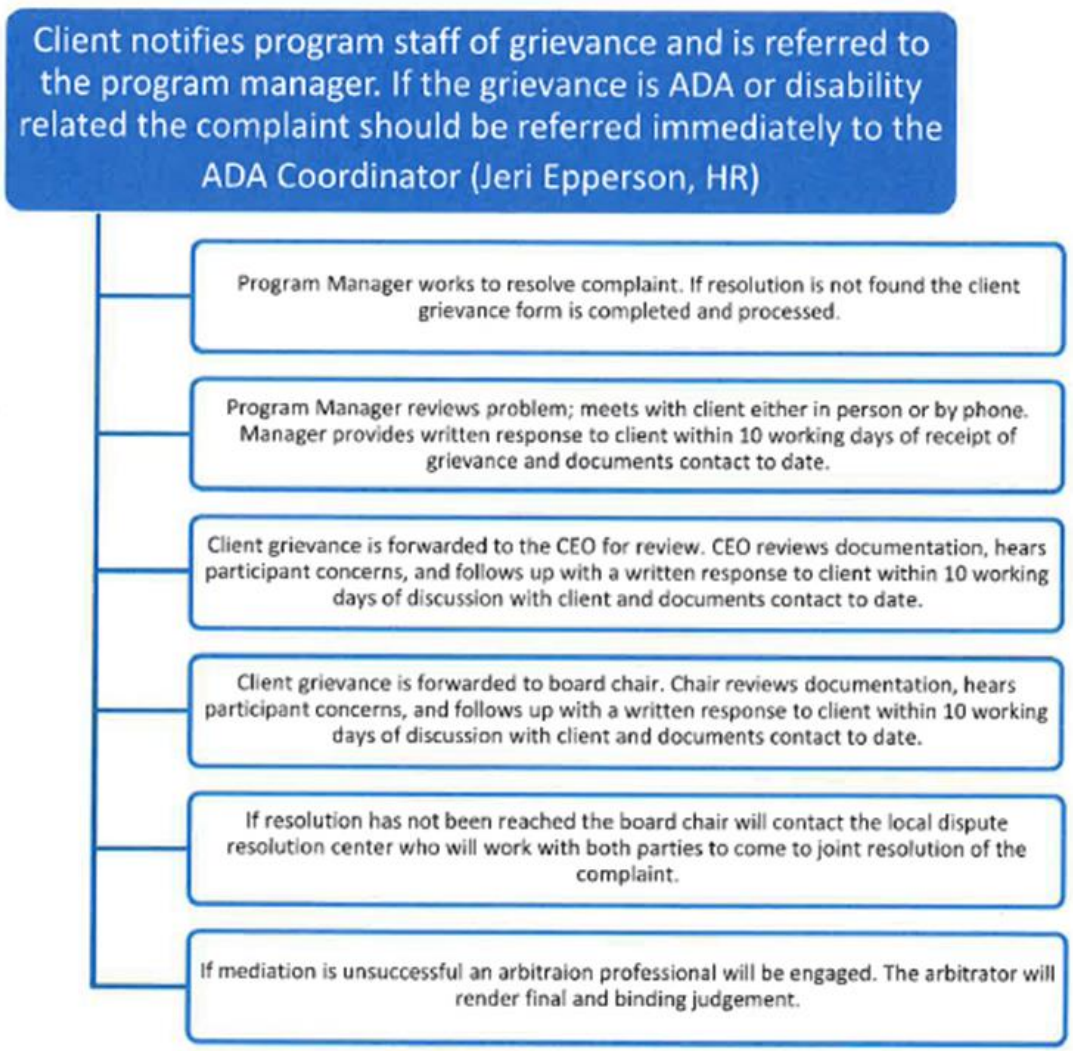 Client notifies program staff of grievance and is referred to
the program manager. If the grievance is ADA or disability
related the complaint should be referred immediately to the
ADA Coordinator (Jeri Epperson, HR)
Program Manager works to resolve complaint. If resolution is not found the client
grievance form is completed and processed.
Program Manager reviews problem; meets with client either in person or by phone.
Manager provides written response to client within 10 working days of receipt of
grievance and documents contact to date.
Client grievance is forwarded to the CEO for review. CEO reviews documentation, hears
participant concerns, and follows up with a written response to client within 10 working
days of discussion with client and documents contact to date.
Client grievance is forwarded to board chair. Chair reviews documentation, hears
participant concerns, and follows up with a written response to client within 10 working
days of discussion with client and documents contact to date.
If resolution has not been reached the board chair will contact the local dispute
resolution center who will work with both parties to come to joint resolution of the
complaint.
If mediation is unsuccessful an arbitraion professional will be engaged. The arbitrator will
render final and binding judgement.